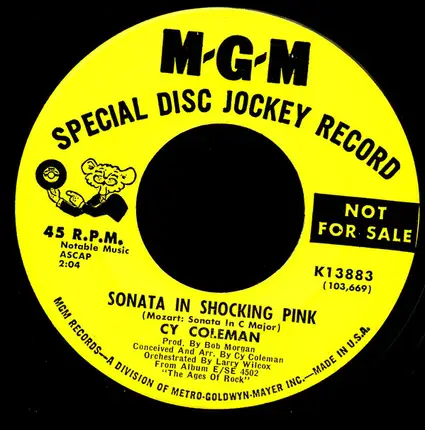 M-G-M
SPECIAL DISC JOCKEY RECORD
NOT
FOR SALE
45 R.P.M.
Notable Music
ASCAP
2:04
K13883
(103,669)
SONATA IN SHOCKING PINK
(Mozart: Sonata In C Major)
CY COLEMAN
Prod. By Bob Morgan
Conceived And Arr. By Cy Coleman
Orchestrated By Larry Wilcox
From Album E/SE 4502
"The Ages Of Rock"
MGM RECORDS—A DIVISION OF METRO-GOLDWYN-MAYER INC.—MADE IN U.S.A.